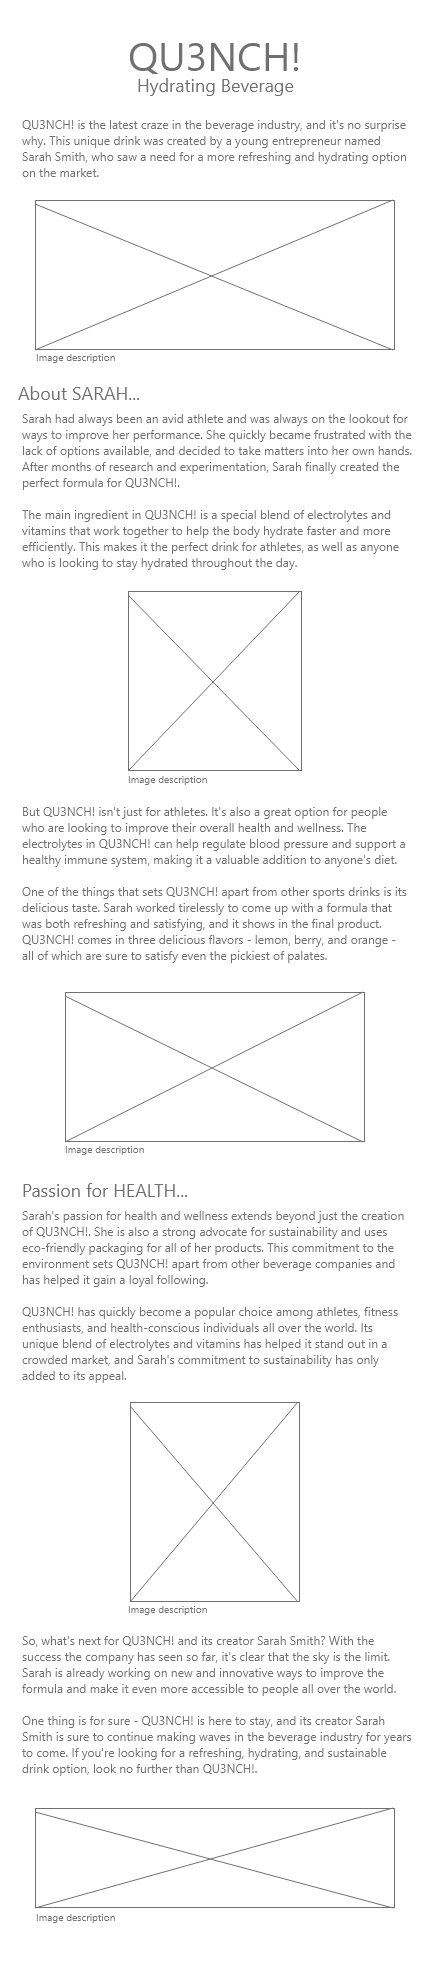 QU3NCH!
Hydrating Beverage
QU3NCH! is the latest craze in the beverage industry, and it's no surprise
why. This unique drink was created by a young entrepreneur named
Sarah Smith, who saw a need for a more refreshing and hydrating option
on the market.
Image description
About SARAH...
Sarah had always been an avid athlete and was always on the lookout for
ways to improve her performance. She quickly became frustrated with the
lack of options available, and decided to take matters into her own hands.
After months of research and experimentation, Sarah finally created the
perfect formula for QU3NCH!.
The main ingredient in QU3NCH! is a special blend of electrolytes and
vitamins that work together to help the body hydrate faster and more
efficiently. This makes it the perfect drink for athletes, as well as anyone
who is looking to stay hydrated throughout the day.
Image description
But QU3NCH! isn't just for athletes. It's also a great option for people
who are looking to improve their overall health and wellness. The
electrolytes in QU3NCH! can help regulate blood pressure and support a
healthy immune system, making it a valuable addition to anyone's diet.
One of the things that sets QU3NCH! apart from other sports drinks is its
delicious taste. Sarah worked tirelessly to come up with a formula that
was both refreshing and satisfying, and it shows in the final product.
QU3NCH! comes in three delicious flavors - lemon, berry, and orange -
all of which are sure to satisfy even the pickiest of palates.
Image description
Passion for HEALTH...
Sarah's passion for health and wellness extends beyond just the creation
of QU3NCH!. She is also a strong advocate for sustainability and uses
eco-friendly packaging for all of her products. This commitment to the
environment sets QU3NCH! apart from other beverage companies and
has helped it gain a loyal following.
QU3NCH! has quickly become a popular choice among athletes, fitness
enthusiasts, and health-conscious individuals all over the world. Its
unique blend of electrolytes and vitamins has helped it stand out in a
crowded market, and Sarah's commitment to sustainability has only
added to its appeal.
Image description
So, what's next for QU3NCH! and its creator Sarah Smith? With the
success the company has seen so far, it's clear that the sky is the limit.
Sarah is already working on new and innovative ways to improve the
formula and make it even more accessible to people all over the world.
One thing is for sure - QU3NCH! is here to stay, and its creator Sarah
Smith is sure to continue making waves in the beverage industry for years
to come. If you're looking for a refreshing, hydrating, and sustainable
drink option, look no further than QU3NCH!.
Image description